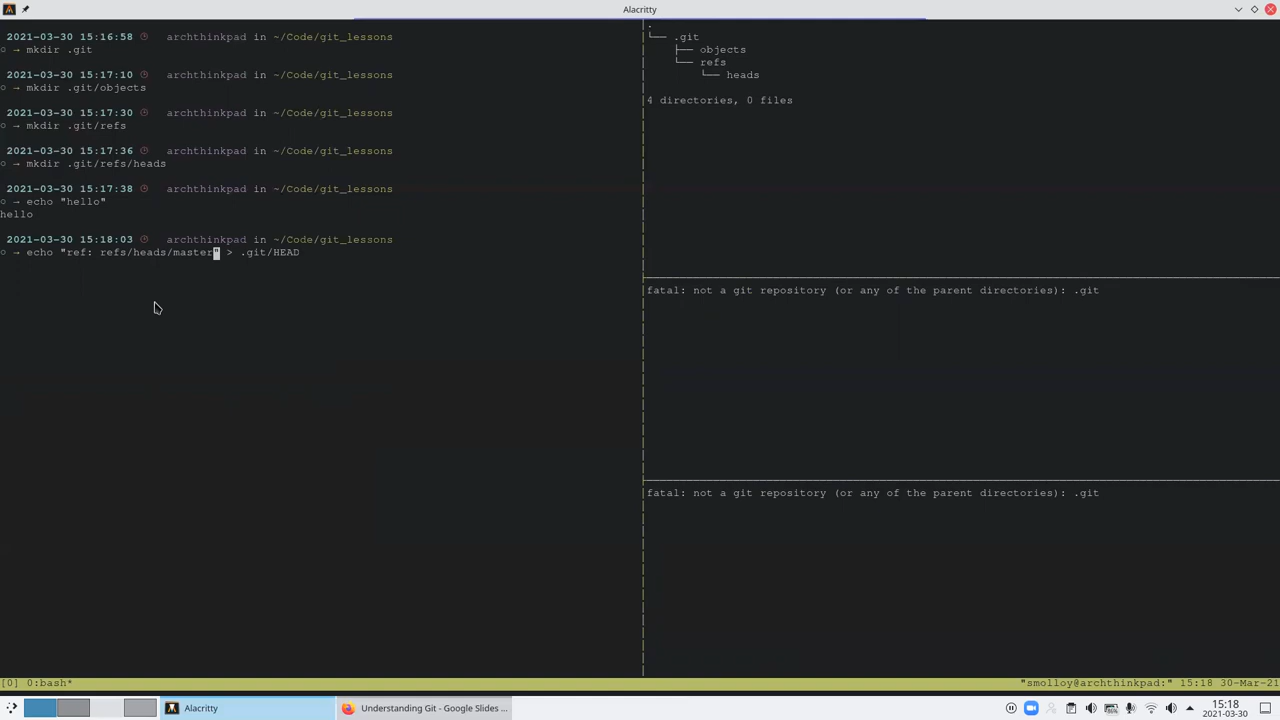 Alacritty
2021-03-30 15:16:58 archthinkpad in ~/Code/git_lessons
○ → mkdir .git
2021-03-30 15:17:10 archthinkpad in ~/Code/git_lessons
○ → mkdir .git/objects
2021-03-30 15:17:30 archthinkpad in ~/Code/git_lessons
○ → mkdir .git/refs
2021-03-30 15:17:36 archthinkpad in ~/Code/git_lessons
○ → mkdir .git/refs/heads
2021-03-30 15:17:38 archthinkpad in ~/Code/git_lessons
○ → echo "hello"
hello
2021-03-30 15:18:03 archthinkpad in ~/Code/git_lessons
○ → echo "ref: refs/heads/master" > .git/HEAD
.
└── .git
├── objects
└── refs
└── heads
4 directories, 0 files
fatal: not a git repository (or any of the parent directories): .git
fatal: not a git repository (or any of the parent directories): .git
[0] 0:bash* "smolloy@archthinkpad:" 15:18 30-Mar-21
Alacritty
Understanding Git - Google Slides ...
15:18
2021-03-30